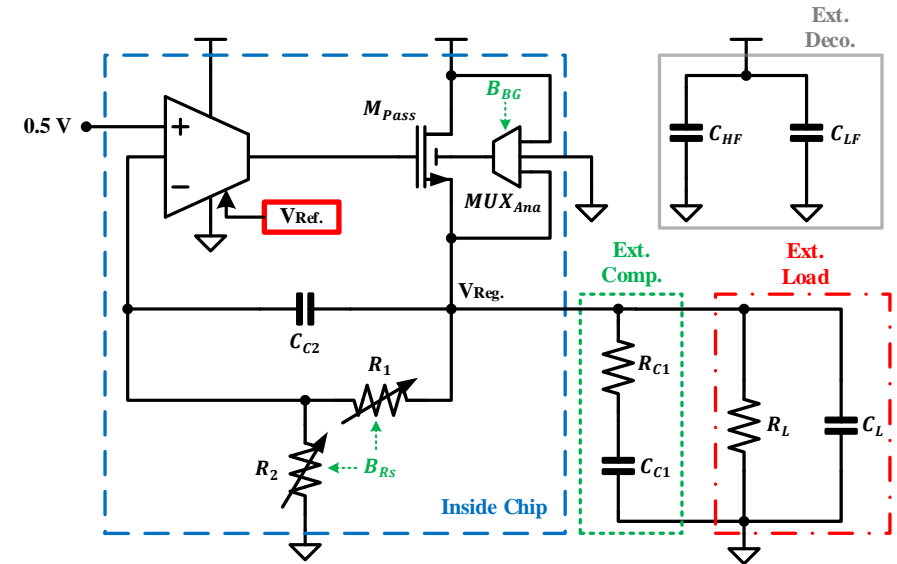 Ext.
Deco.
B_BG
M_Pass
0.5 V
+
−
C_HF
C_LF
MUX_Ana
V_Ref.
Ext.
Comp.
Ext.
Load
V_Reg.
C_C2
R_1
R_C1
R_L
C_L
R_2
B_Rs
C_C1
Inside Chip